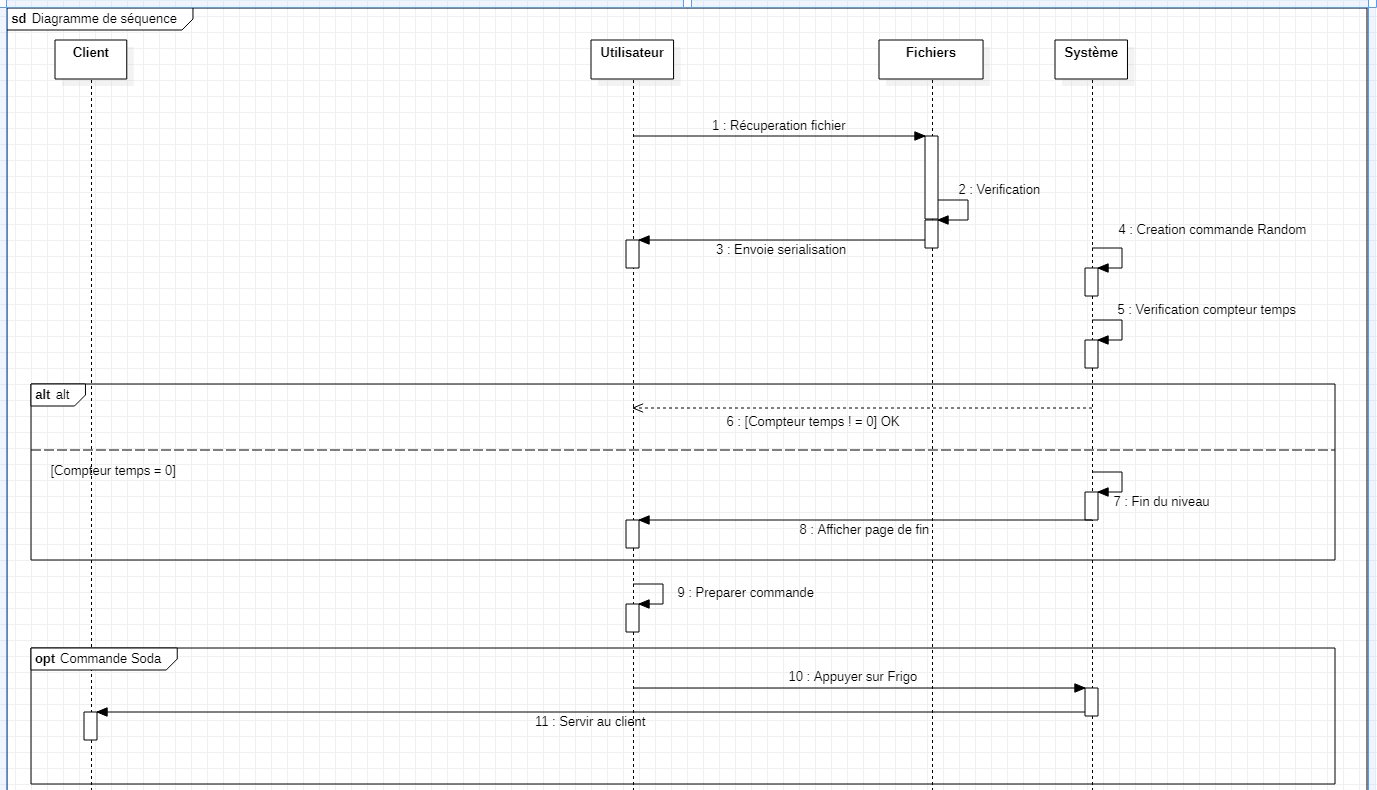 sd Diagramme de séquence
Client
Utilisateur
Fichiers
Système
1 : Récuperation fichier
2 : Verification
3 : Envoie serialisation
4 : Creation commande Random
5 : Verification compteur temps
alt alt
6 : [Compteur temps ! = 0] OK
[Compteur temps = 0]
7 : Fin du niveau
8 : Afficher page de fin
9 : Preparer commande
opt Commande Soda
10 : Appuyer sur Frigo
11 : Servir au client